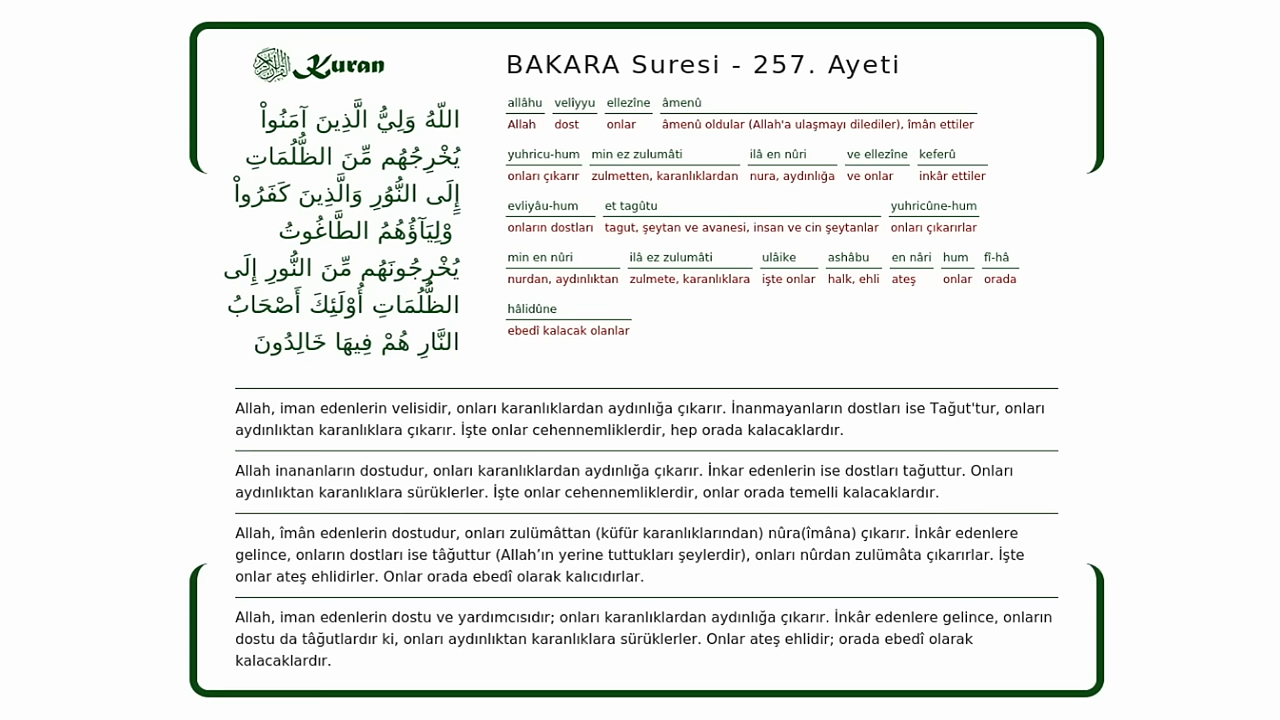 Kuran
BAKARA Suresi - 257. Ayeti
اللّهُ وَلِيُّ الَّذِينَ آمَنُواْ
يُخْرِجُهُم مِّنَ الظُّلُمَاتِ
إِلَى النُّوُرِ وَالَّذِينَ كَفَرُواْ
وْلِيَآؤُهُمُ الطَّاغُوتُ
يُخْرِجُونَهُم مِّنَ النُّورِ إِلَى
الظُّلُمَاتِ أُوْلَئِكَ أَصْحَابُ
النَّارِ هُمْ فِيهَا خَالِدُونَ
allâhu velîyyu ellezîne âmenû
Allah dost onlar âmenû oldular (Allah'a ulaşmayı dilediler), îmân ettiler
yuhricu-hum min ez zulumâti ilâ en nûri ve ellezîne keferû
onları çıkarır zulmetten, karanlıklardan nura, aydınlığa ve onlar inkâr ettiler
evliyâu-hum et tagûtu yuhricûne-hum
onların dostları tagut, şeytan ve avanesi, insan ve cin şeytanlar onları çıkarırlar
min en nûri ilâ ez zulumâti ulâike ashâbu en nâri hum fî-hâ
nurdan, aydınlıktan zulmete, karanlıklara işte onlar halk, ehli ateş onlar orada
hâlidûne
ebedî kalacak olanlar
Allah, iman edenlerin velisidir, onları karanlıklardan aydınlığa çıkarır. İnanmayanların dostları ise Tağut'tur, onları
aydınlıktan karanlıklara çıkarır. İşte onlar cehennemliklerdir, hep orada kalacaklardır.
Allah inananların dostudur, onları karanlıklardan aydınlığa çıkarır. İnkar edenlerin ise dostları tağuttur. Onları
aydınlıktan karanlıklara sürüklerler. İşte onlar cehennemliklerdir, onlar orada temelli kalacaklardır.
Allah, îmân edenlerin dostudur, onları zulümâttan (küfür karanlıklarından) nûra(îmâna) çıkarır. İnkâr edenlere
gelince, onların dostları ise tâğuttur (Allah’ın yerine tuttukları şeylerdir), onları nûrdan zulümâta çıkarırlar. İşte
onlar ateş ehlidirler. Onlar orada ebedî olarak kalıcıdırlar.
Allah, iman edenlerin dostu ve yardımcısıdır; onları karanlıklardan aydınlığa çıkarır. İnkâr edenlere gelince, onların
dostu da tâğutlardır ki, onları aydınlıktan karanlıklara sürüklerler. Onlar ateş ehlidir; orada ebedî olarak
kalacaklardır.